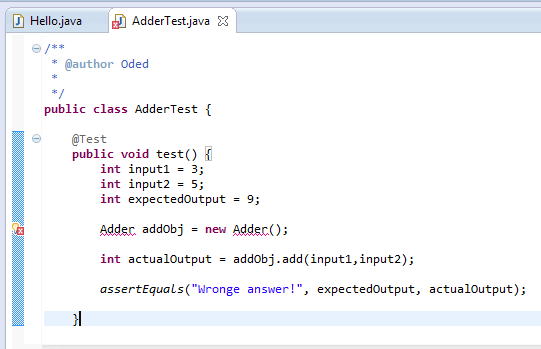 Hello.java AdderTest.java
/**
 * @author Oded
 *
 */
public class AdderTest {
@Test
public void test() {
int input1 = 3;
int input2 = 5;
int expectedOutput = 9;
Adder addObj = new Adder();
int actualOutput = addObj.add(input1,input2);
assertEquals("Wronge answer!", expectedOutput, actualOutput);
}